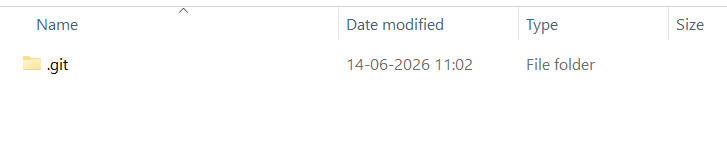 Name Date modified Type Size
.git 14-06-2026 11:02 File folder